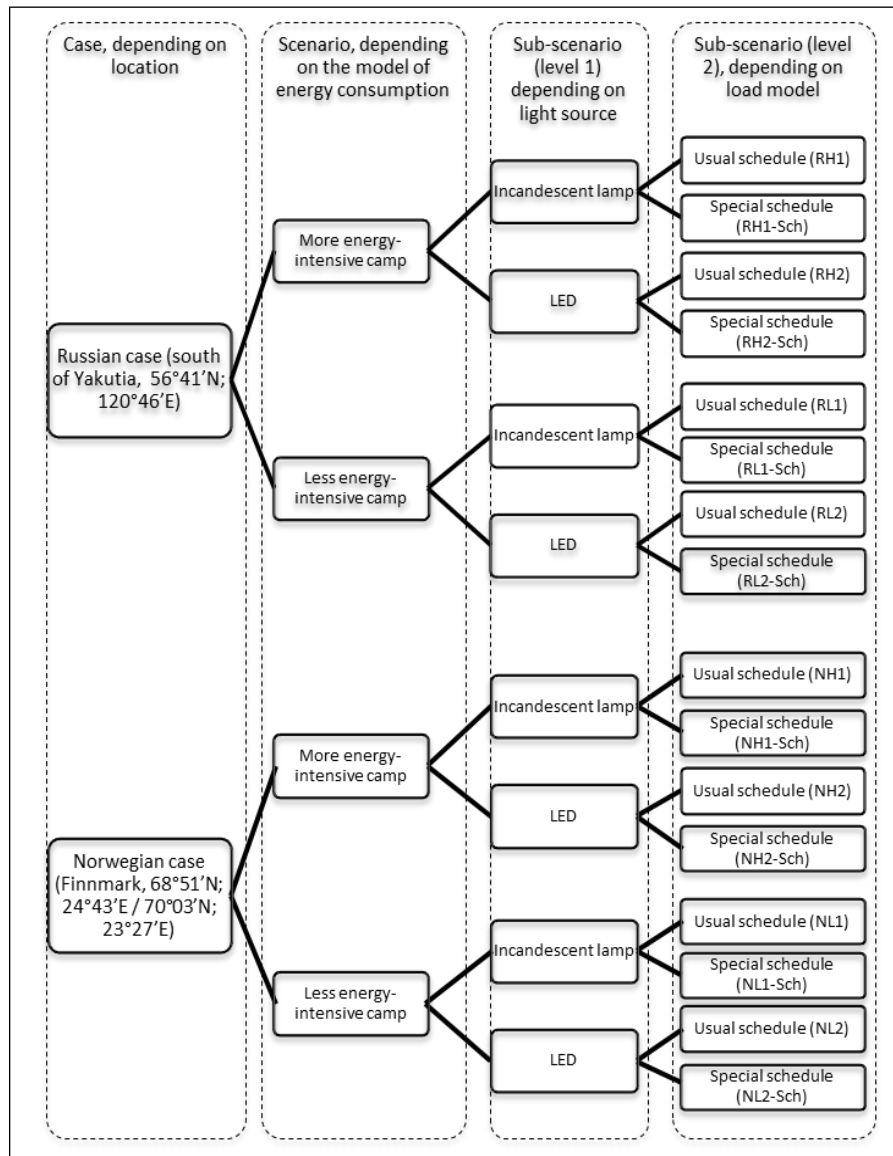 Case, depending on
location
Scenario, depending
on the model of
energy consumption
Sub-scenario
(level 1)
depending on
light source
Sub-scenario (level
2), depending on
load model
Russian case (south
of Yakutia, 56°41’N;
120°46’E)
More energy-
intensive camp
Incandescent lamp
Usual schedule (RH1)
Special schedule
(RH1-Sch)
LED
Usual schedule (RH2)
Special schedule
(RH2-Sch)
Less energy-
intensive camp
Incandescent lamp
Usual schedule (RL1)
Special schedule
(RL1-Sch)
LED
Usual schedule (RL2)
Special schedule
(RL2-Sch)
Norwegian case
(Finnmark, 68°51’N;
24°43’E / 70°03’N;
23°27’E)
More energy-
intensive camp
Incandescent lamp
Usual schedule (NH1)
Special schedule
(NH1-Sch)
LED
Usual schedule (NH2)
Special schedule
(NH2-Sch)
Less energy-
intensive camp
Incandescent lamp
Usual schedule (NL1)
Special schedule
(NL1-Sch)
LED
Usual schedule (NL2)
Special schedule
(NL2-Sch)